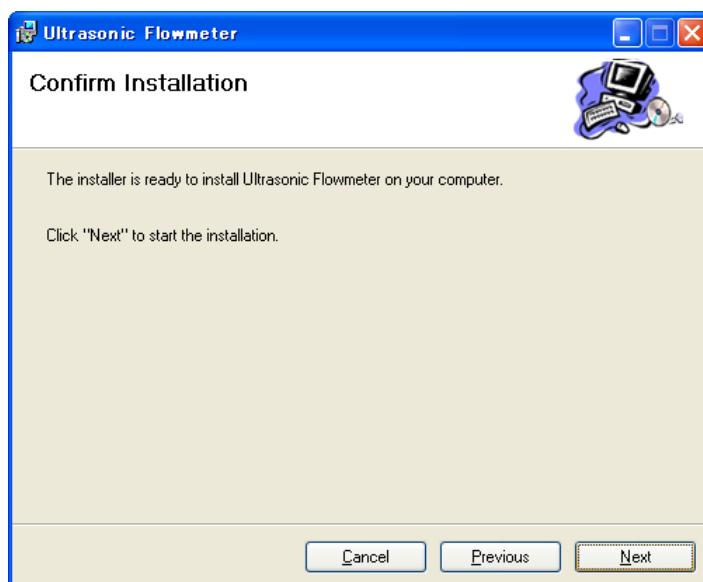 Ultrasonic Flowmeter
Confirm Installation
The installer is ready to install Ultrasonic Flowmeter on your computer.
Click "Next" to start the installation.
Cancel Previous Next